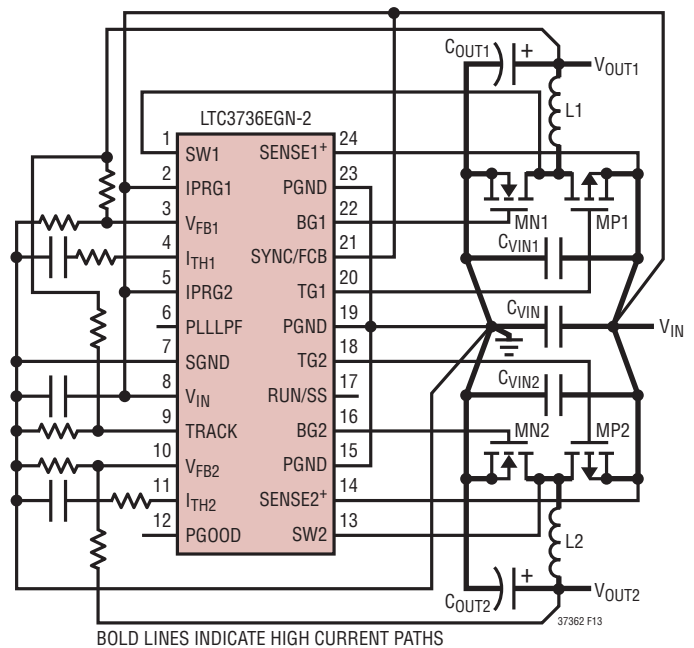 COUT1
+
VOUT1
L1
LTC3736EGN-2
1
SW1
SENSE1+
24
2
IPRG1
PGND
23
3
VFB1
BG1
22
4
ITH1
SYNC/FCB
21
5
IPRG2
TG1
20
6
PLLLPF
PGND
19
7
SGND
TG2
18
8
VIN
RUN/SS
17
9
TRACK
BG2
16
10
VFB2
PGND
15
11
ITH2
SENSE2+
14
12
PGOOD
SW2
13
MN1
MP1
CVIN1
CVIN
VIN
CVIN2
MN2
MP2
L2
COUT2
+
VOUT2
37362 F13
BOLD LINES INDICATE HIGH CURRENT PATHS